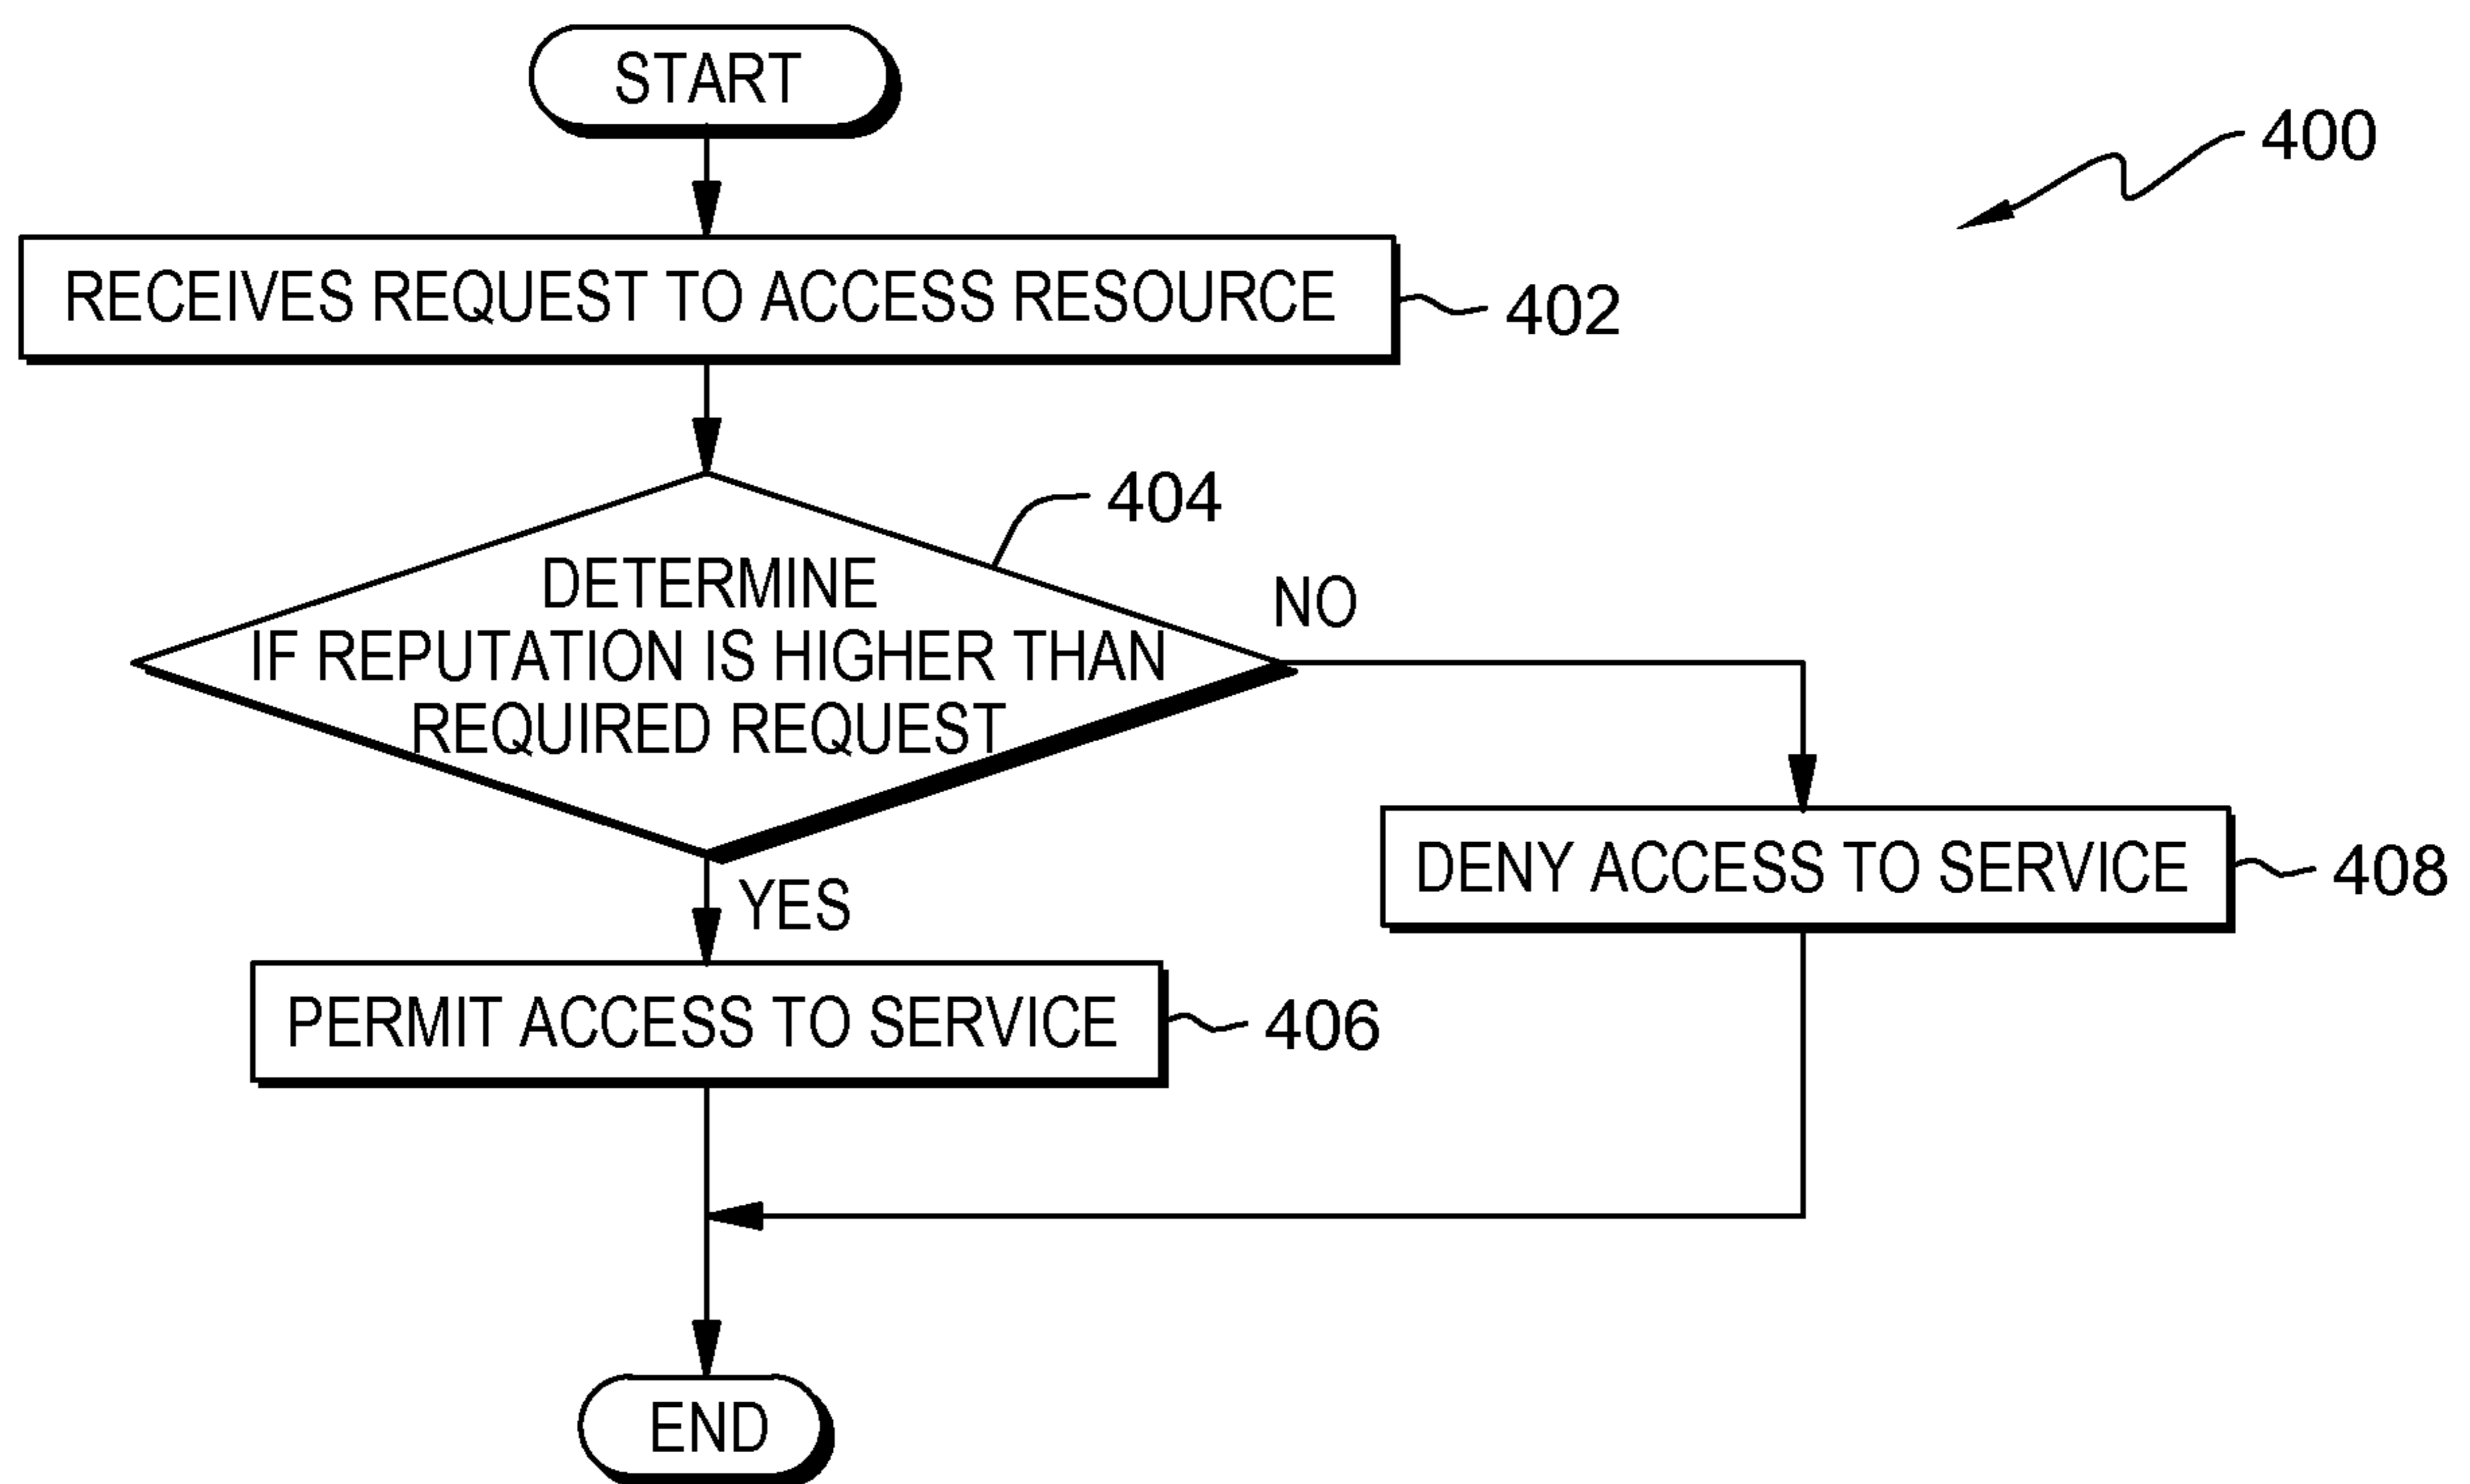 START
400
RECEIVES REQUEST TO ACCESS RESOURCE
402
404
DETERMINE
IF REPUTATION IS HIGHER THAN
REQUIRED REQUEST
NO
YES
DENY ACCESS TO SERVICE
408
PERMIT ACCESS TO SERVICE
406
END